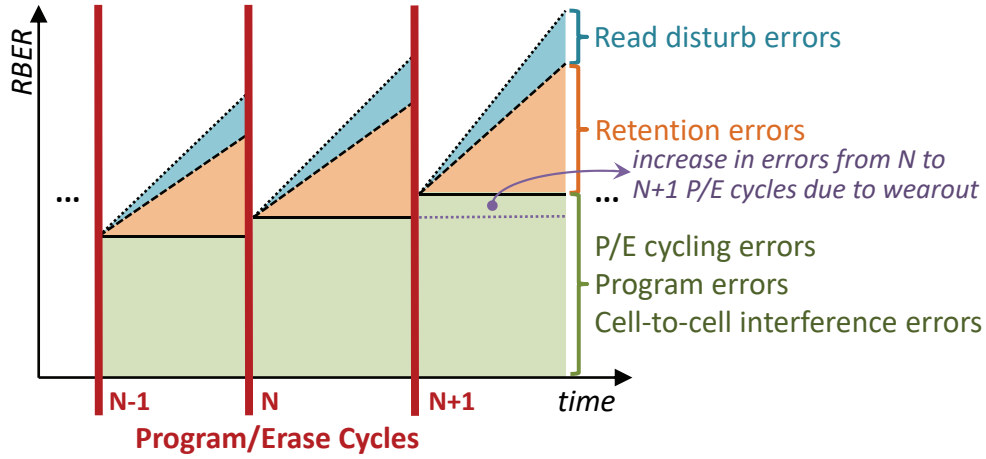 RBER
Read disturb errors
Retention errors
increase in errors from N to
N+1 P/E cycles due to wearout
...
...
P/E cycling errors
Program errors
Cell-to-cell interference errors
N-1
N
N+1
time
Program/Erase Cycles